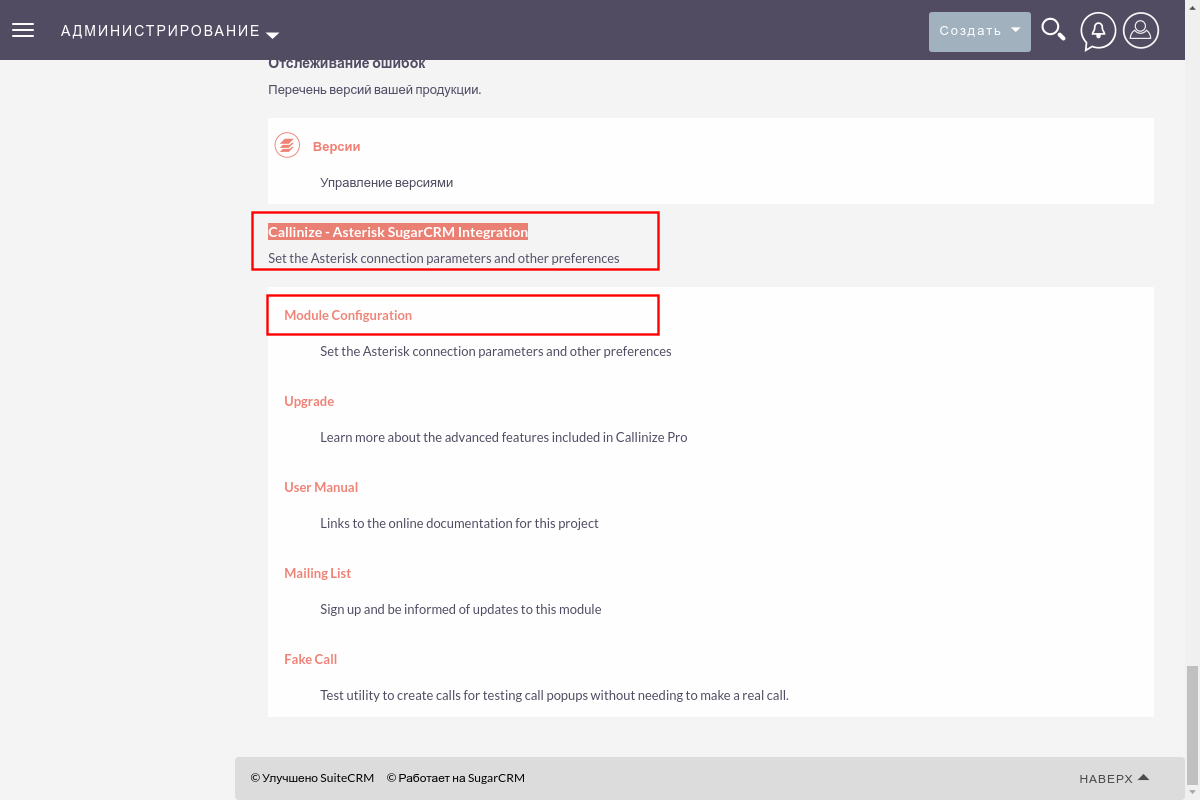 АДМИНИСТРИРОВАНИЕ
Создать
Отслеживание ошибок
Перечень версий вашей продукции.
Версии
Управление версиями
Callinize - Asterisk SugarCRM Integration
Set the Asterisk connection parameters and other preferences
Module Configuration
Set the Asterisk connection parameters and other preferences
Upgrade
Learn more about the advanced features included in Callinize Pro
User Manual
Links to the online documentation for this project
Mailing List
Sign up and be informed of updates to this module
Fake Call
Test utility to create calls for testing call popups without needing to make a real call.
© Улучшено SuiteCRM © Работает на SugarCRM
НАВЕРХ